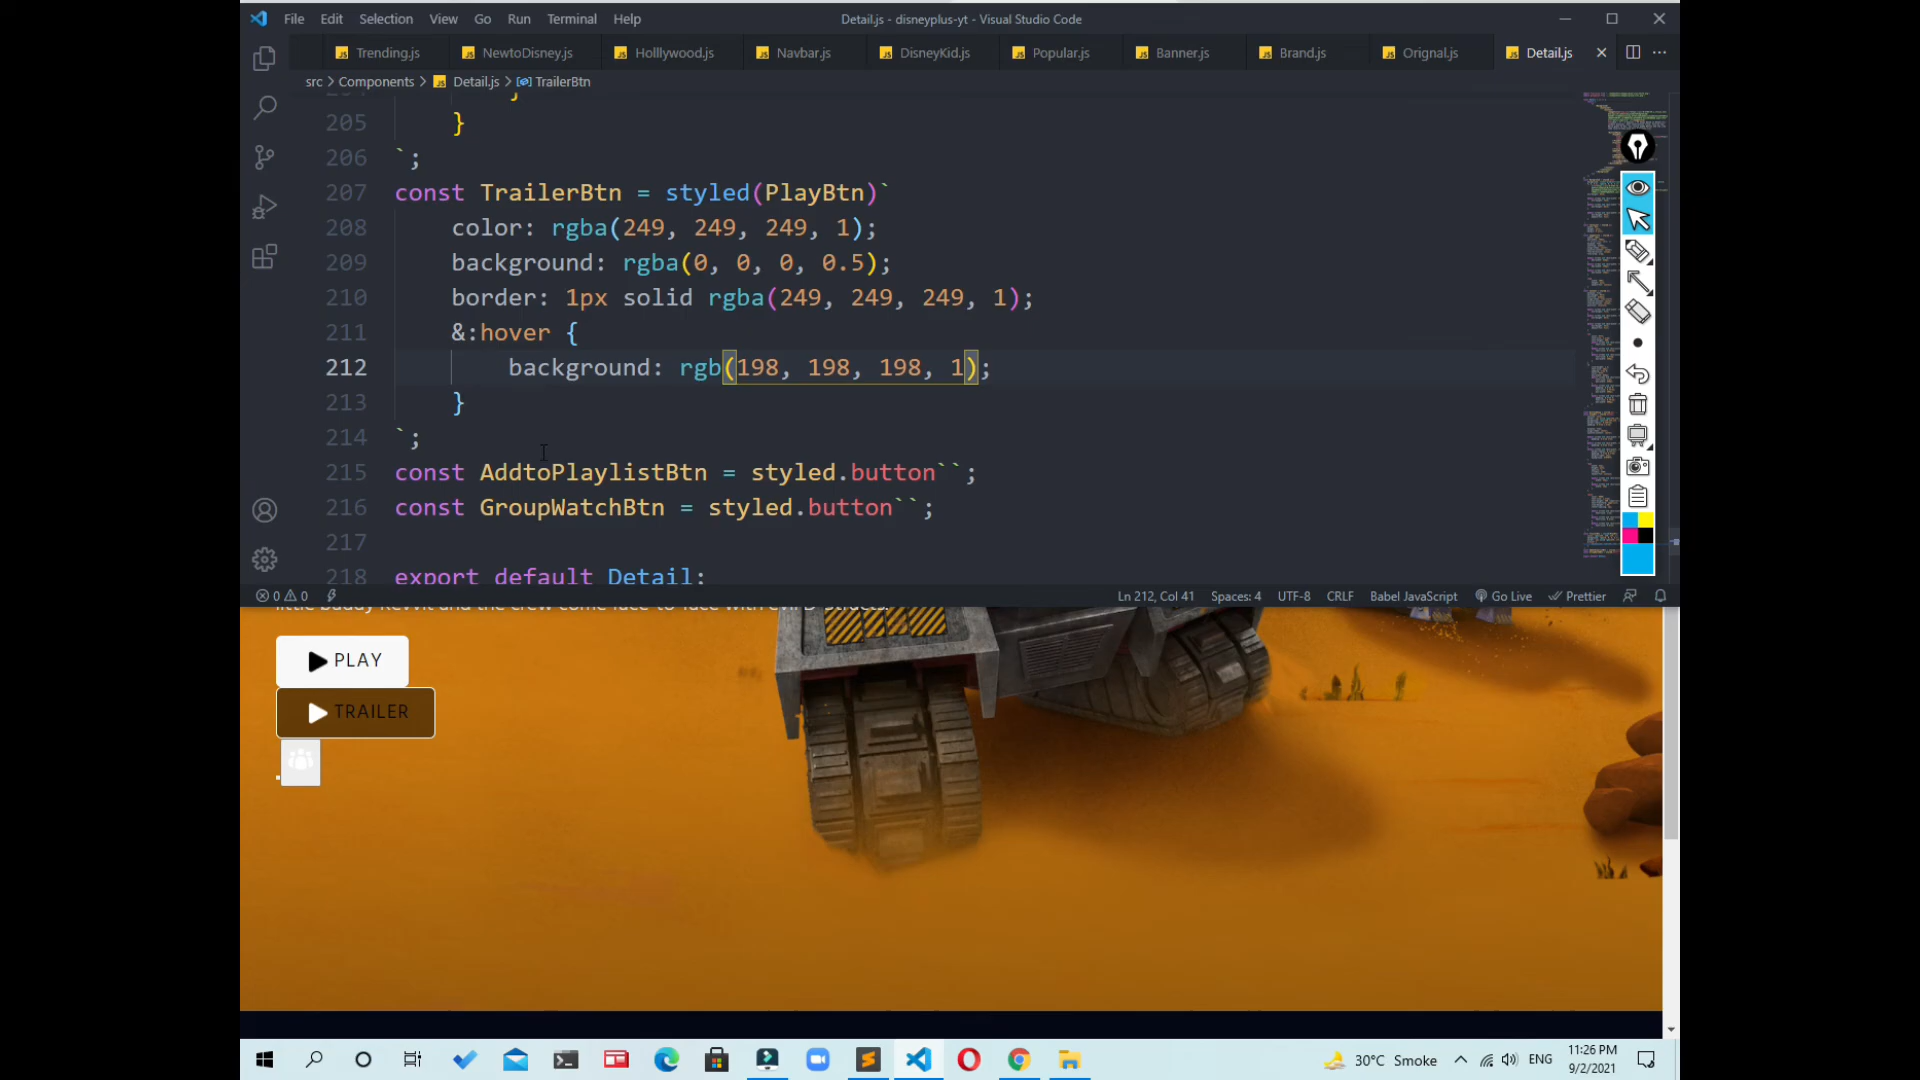 File Edit Selection View Go Run Terminal Help
Detail.js - disneyplus-yt - Visual Studio Code
Trending.js NewtoDisney.js Holllywood.js Navbar.js DisneyKid.js Popular.js Banner.js Brand.js Orignal.js Detail.js
src > Components > Detail.js > TrailerBtn
205 }
206 `;
207 const TrailerBtn = styled(PlayBtn)`
208 color: rgba(249, 249, 249, 1);
209 background: rgba(0, 0, 0, 0.5);
210 border: 1px solid rgba(249, 249, 249, 1);
211 &:hover {
212 background: rgb(198, 198, 198, 1);
213 }
214 `;
215 const AddtoPlaylistBtn = styled.button``;
216 const GroupWatchBtn = styled.button``;
217
218 export default Detail;
0 0 Ln 212, Col 41 Spaces: 4 UTF-8 CRLF Babel JavaScript Go Live Prettier
PLAY
TRAILER
30°C Smoke ENG 11:26 PM
9/2/2021